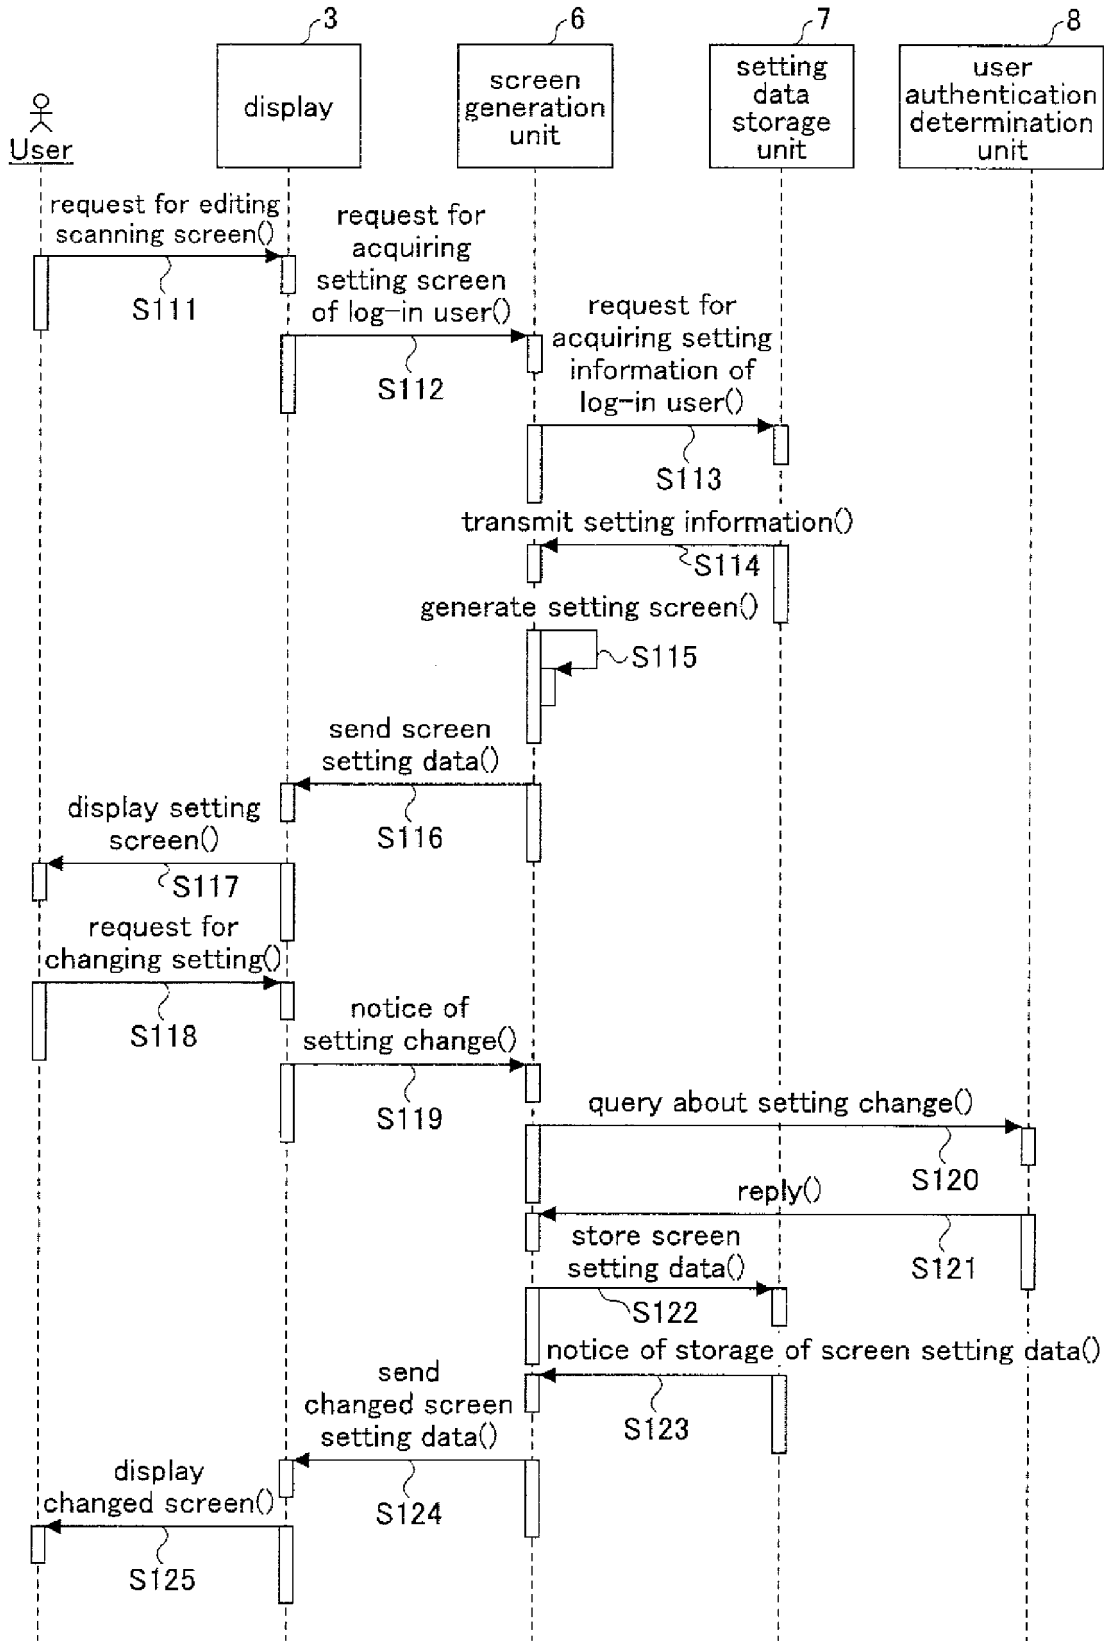 3
6
7
8
display
screen
generation
unit
setting
data
storage
unit
user
authentication
determination
unit
User
request for editing
scanning screen()
S111
request for
acquiring
setting screen
of log-in user()
S112
request for
acquiring setting
information of
log-in user()
S113
transmit setting information()
S114
generate setting screen()
S115
send screen
setting data()
S116
display setting
screen()
S117
request for
changing setting()
S118
notice of
setting change()
S119
query about setting change()
S120
reply()
S121
store screen
setting data()
S122
notice of storage of screen setting data()
S123
send
changed screen
setting data()
S124
display
changed screen()
S125